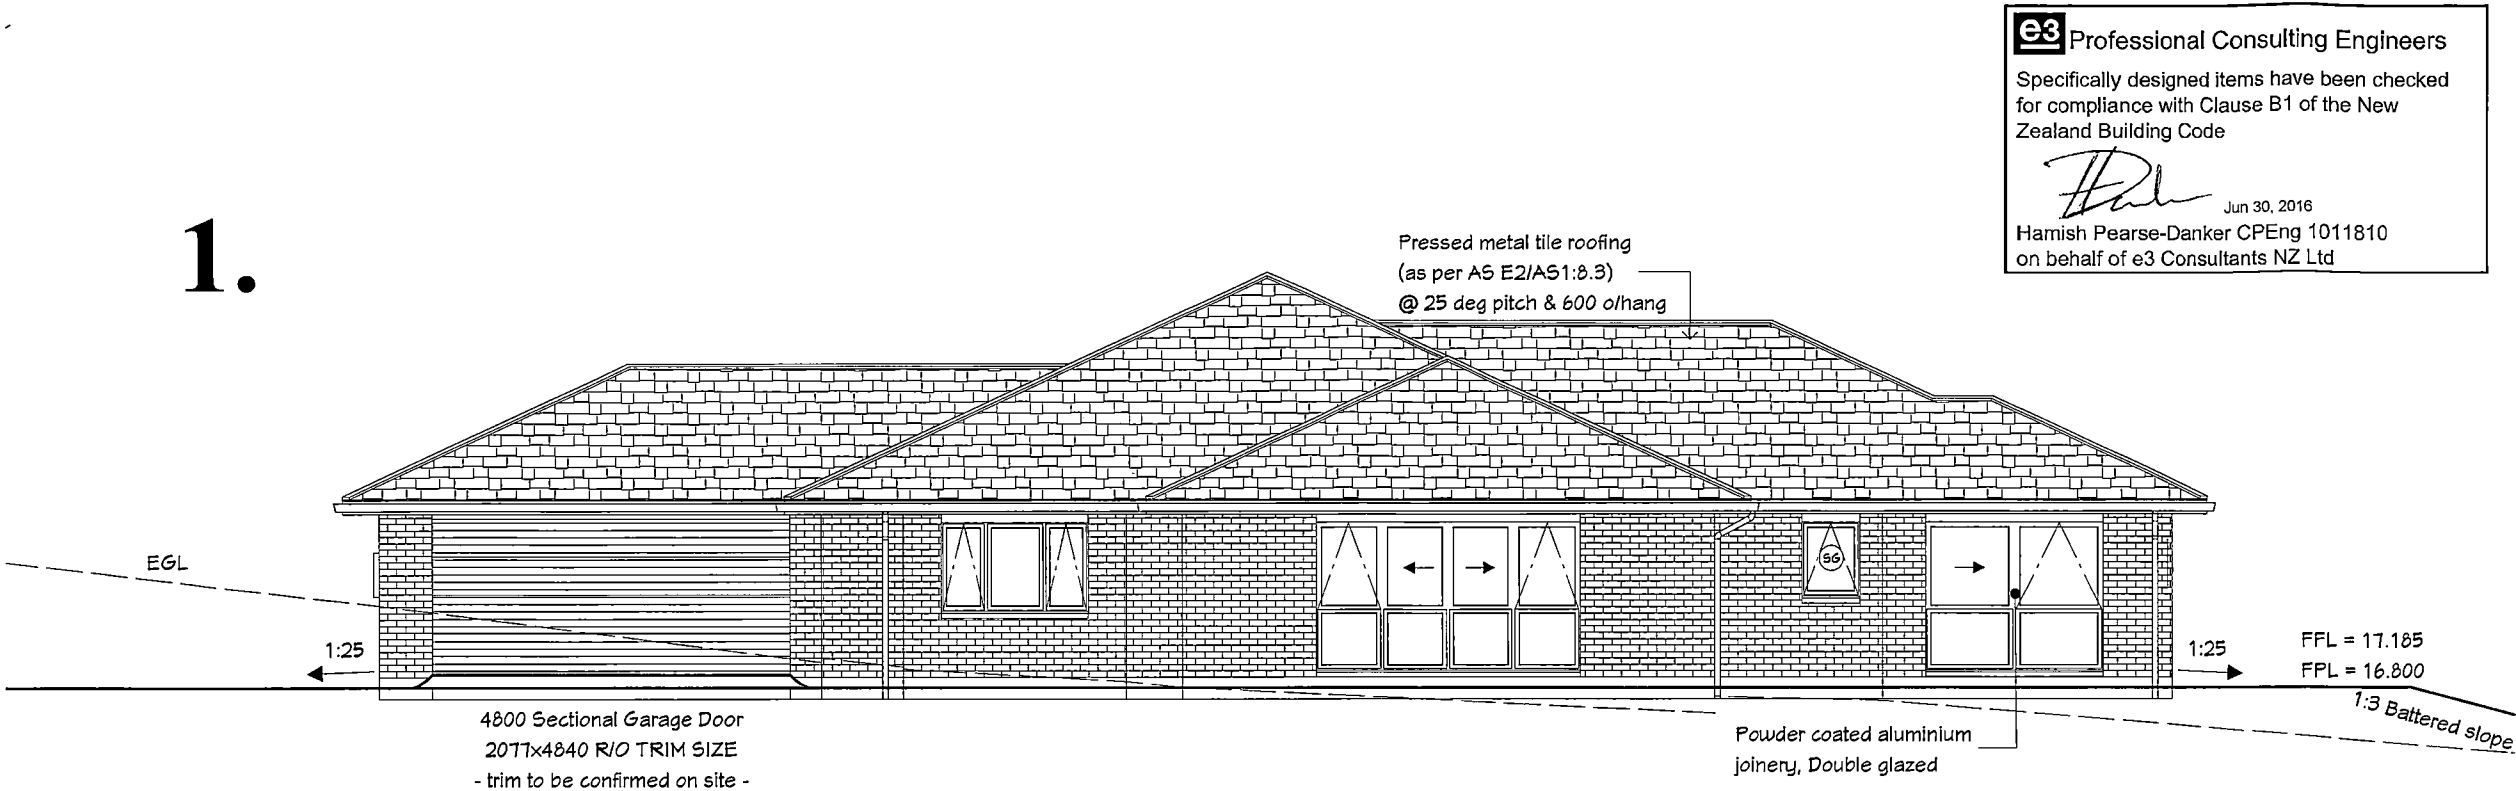 e3 Professional Consulting Engineers
Specifically designed items have been checked
for compliance with Clause B1 of the New
Zealand Building Code
Jun 30, 2016
Hamish Pearse-Danker CPEng 1011810
on behalf of e3 Consultants NZ Ltd
1.
Pressed metal tile roofing
(as per AS E2/AS1:8.3)
@ 25 deg pitch & 600 o/hang
EGL
SG
1:25
1:25
FFL = 17.185
FPL = 16.800
1:3 Battered slope
4800 Sectional Garage Door
2077x4840 R/O TRIM SIZE
- trim to be confirmed on site -
Powder coated aluminium
joinery, Double glazed